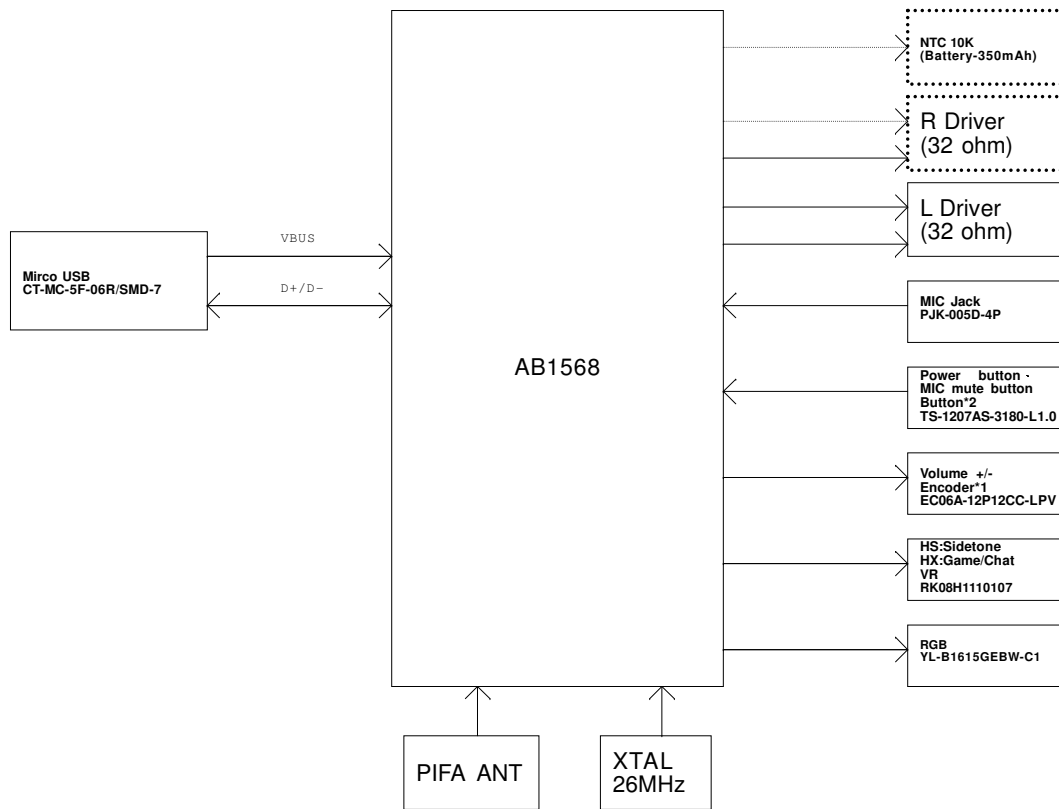 NTC 10K
(Battery-350mAh)
R Driver
(32 ohm)
L Driver
(32 ohm)
VBUS
Mirco USB
CT-MC-5F-06R/SMD-7
D+/D-
MIC Jack
PJK-005D-4P
AB1568
Power button、
MIC mute button
Button*2
TS-1207AS-3180-L1.0
Volume +/-
Encoder*1
EC06A-12P12CC-LPV
HS:Sidetone
HX:Game/Chat
VR
RK08H1110107
RGB
YL-B1615GEBW-C1
PIFA ANT
XTAL
26MHz